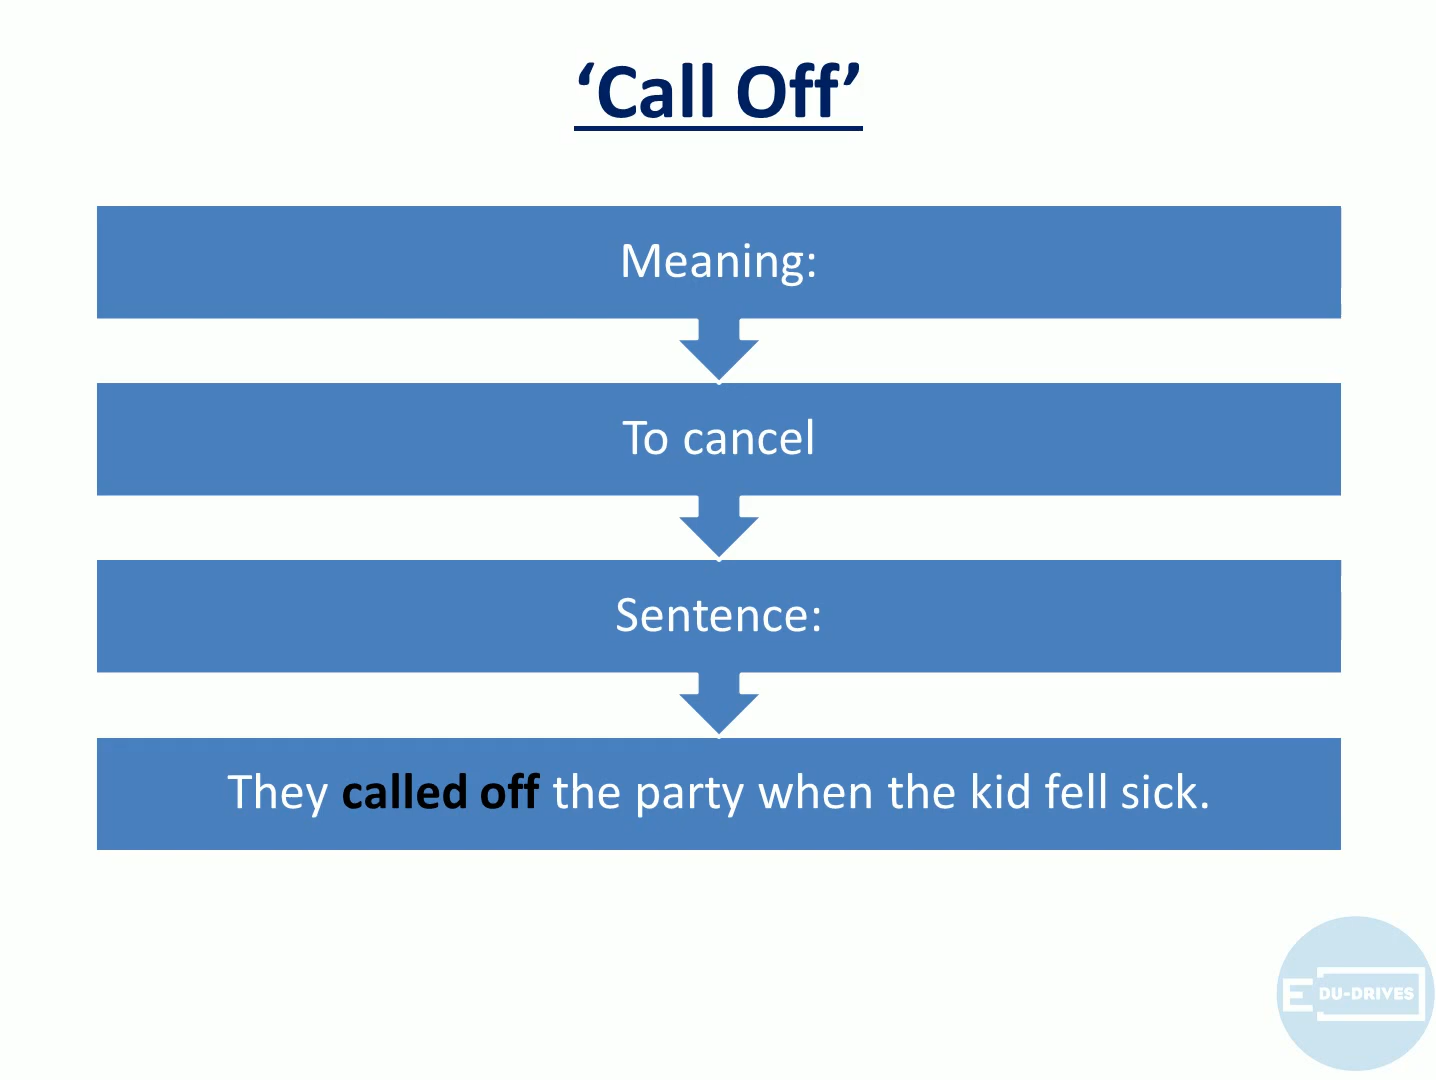 ‘Call Off’
Meaning:
To cancel
Sentence:
They called off the party when the kid fell sick.
EDU-DRIVES